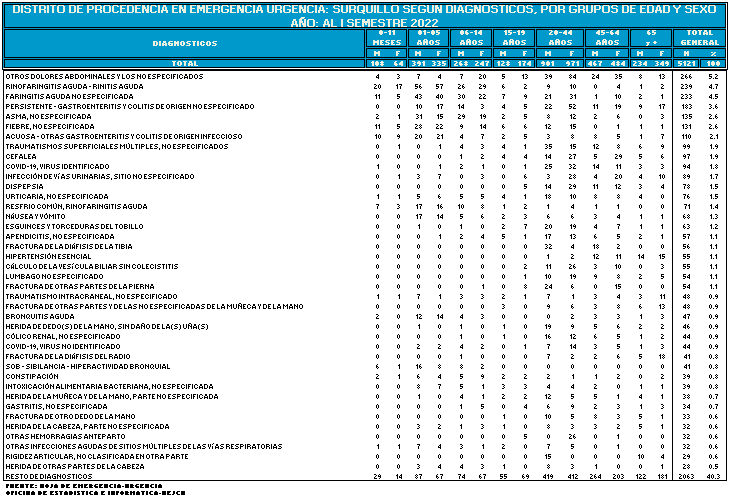 DISTRITO DE PROCEDENCIA EN EMERGENCIA URGENCIA: SURQUILLO SEGUN DIAGNOSTICOS, POR GRUPOS DE EDAD Y SEXO
AÑO: AL I SEMESTRE 2022
DIAGNOSTICOS 0-11 MESES 01-05 AÑOS 06-14 AÑOS 15-19 AÑOS 20-44 AÑOS 45-64 AÑOS 65 y + TOTAL GENERAL
M F M F M F M F M F M F M F M %
TOTAL 108 64 391 335 268 247 128 174 901 971 467 484 234 349 5121 100
OTROS DOLORES ABDOMINALES Y LOS NO ESPECIFICADOS 4 3 7 4 7 20 5 13 39 84 24 35 8 13 266 5.2
RINOFARINGITIS AGUDA - RINITIS AGUDA 20 17 56 57 26 29 6 2 9 10 0 4 1 2 239 4.7
FARINGITIS AGUDA NO ESPECIFICADA 11 5 43 40 30 22 7 9 21 31 1 10 2 1 233 4.5
PERSISTENTE - GASTROENTERITIS Y COLITIS DE ORIGEN NO ESPECIFICADO 0 0 10 17 14 3 4 5 22 52 11 19 9 17 183 3.6
ASMA, NO ESPECIFICADA 2 1 31 15 29 19 2 5 8 12 2 6 0 3 135 2.6
FIEBRE, NO ESPECIFICADA 11 5 28 22 9 14 6 6 12 15 0 1 1 1 131 2.6
ACUOSA - OTRAS GASTROENTERITIS Y COLITIS DE ORIGEN INFECCIOSO 10 9 20 21 4 7 2 5 3 8 8 5 1 7 110 2.1
TRAUMATISMOS SUPERFICIALES MÚLTIPLES, NO ESPECIFICADOS 0 1 0 1 4 3 4 1 35 15 12 8 6 9 99 1.9
CEFALEA 0 0 0 0 1 2 4 4 14 27 5 29 5 6 97 1.9
COVID-19, VIRUS IDENTIFICADO 1 0 0 1 2 1 0 1 25 32 14 11 3 3 94 1.8
INFECCIÓN DE VÍAS URINARIAS, SITIO NO ESPECIFICADO 0 1 3 7 0 3 0 6 3 28 4 20 4 10 89 1.7
DISPEPSIA 0 0 0 0 0 0 0 5 14 29 11 12 3 4 78 1.5
URTICARIA, NO ESPECIFICADA 1 1 5 6 5 5 4 1 18 10 8 8 4 0 76 1.5
RESFRIO COMÚN, RINOFARINGITIS AGUDA 7 3 17 16 10 8 1 2 1 4 1 1 0 0 71 1.4
NÁUSEA Y VÓMITO 0 0 17 14 5 6 2 3 6 6 3 4 1 1 68 1.3
ESGUINCES Y TORCEDURAS DEL TOBILLO 0 0 0 1 0 1 2 7 20 19 4 7 1 1 63 1.2
APENDICITIS, NO ESPECIFICADA 0 0 0 1 2 4 5 1 17 13 6 5 2 1 57 1.1
FRACTURA DE LA DIÁFISIS DE LA TIBIA 0 0 0 0 0 0 0 0 32 4 18 2 0 0 56 1.1
HIPERTENSIÓN ESENCIAL 0 0 0 0 0 0 0 0 1 2 12 11 14 15 55 1.1
CÁLCULO DE LA VESÍCULA BILIAR SIN COLECISTITIS 0 0 0 0 0 0 0 2 11 26 3 10 0 3 55 1.1
LUMBAGO NO ESPECIFICADO 0 0 0 0 0 0 0 1 10 19 9 8 2 5 54 1.1
FRACTURA DE OTRAS PARTES DE LA PIERNA 0 0 0 0 0 1 0 8 24 6 0 15 0 0 54 1.1
TRAUMATISMO INTRACRANEAL, NO ESPECIFICADO 1 1 7 1 3 3 2 1 7 1 3 4 3 11 48 0.9
FRACTURA DE OTRAS PARTES Y DE LAS NO ESPECIFICADAS DE LA MUÑECA Y DE LA MANO 0 0 0 0 0 0 3 0 9 6 3 8 6 13 48 0.9
BRONQUITIS AGUDA 2 0 12 14 4 3 0 0 0 2 3 3 1 3 47 0.9
HERIDA DE DEDO(S) DE LA MANO, SIN DAÑO DE LA(S) UÑA(S) 0 0 0 1 0 1 1 0 19 9 5 6 2 2 46 0.9
CÓLICO RENAL, NO ESPECIFICADO 0 0 0 0 0 1 0 1 16 12 6 5 1 2 44 0.9
COVID-19, VIRUS NO IDENTIFICADO 0 0 2 2 4 2 0 1 7 14 3 5 1 3 44 0.9
FRACTURA DE LA DIÁFISIS DEL RADIO 0 0 0 0 0 0 0 0 7 2 2 6 5 18 41 0.8
SOB - SIBILANCIA - HIPERACTIVIDAD BRONQUIAL 6 1 16 8 8 2 0 0 0 0 0 0 0 0 41 0.8
CONSTIPACIÓN 2 1 6 4 5 9 2 2 2 1 1 2 0 2 39 0.8
INTOXICACIÓN ALIMENTARIA BACTERIANA, NO ESPECIFICADA 0 0 8 7 5 1 3 3 4 4 2 0 1 1 39 0.8
HERIDA DE LA MUÑECA Y DE LA MANO, PARTE NO ESPECIFICADA 0 0 1 0 4 1 2 2 12 5 5 1 4 1 38 0.7
GASTRITIS, NO ESPECIFICADA 0 0 0 0 1 5 0 4 6 9 2 3 1 3 34 0.7
FRACTURA DE OTRO DEDO DE LA MANO 0 0 0 0 0 0 1 0 10 5 8 3 5 1 33 0.6
HERIDA DE LA CABEZA, PARTE NO ESPECIFICADA 0 0 3 2 1 3 1 0 8 3 3 2 5 1 32 0.6
OTRAS HEMORRAGIAS ANTEPARTO 0 0 0 0 0 0 0 5 0 26 0 1 0 0 32 0.6
OTRAS INFECCIONES AGUDAS DE SITIOS MÚLTIPLES DE LAS VÍAS RESPIRATORIAS 1 1 7 4 3 1 2 0 7 5 0 1 0 0 32 0.6
RIGIDEZ ARTICULAR, NO CLASIFICADA EN OTRA PARTE 0 0 0 0 0 0 0 0 15 0 0 0 10 4 29 0.6
HERIDA DE OTRAS PARTES DE LA CABEZA 0 0 3 4 4 3 1 0 8 3 1 0 0 1 28 0.5
RESTO DE DIAGNOSTICOS 29 14 87 67 74 67 55 69 419 412 264 203 122 181 2063 40.3
FUENTE: HOJA DE EMERGENCIA-URGENCIA
OFICINA DE ESTADISTICA E INFORMATICA-HEJCU